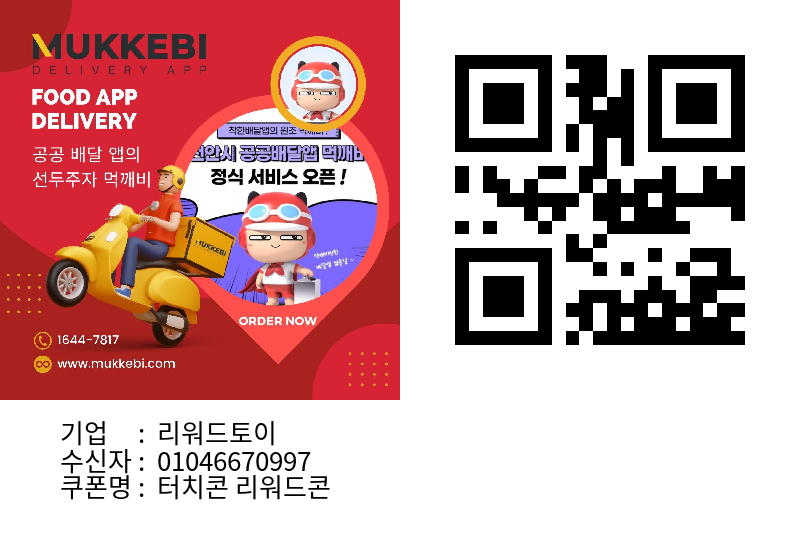 MUKKEBI
DELIVERY APP
FOOD APP
DELIVERY
공공 배달 앱의
선두주자 먹깨비
착한배달앱의 원조 먹깨비!
천안시 공공배달앱 먹깨비
정식 서비스 오픈 !
MUKKEBI
ORDER NOW
1644-7817
www.mukkebi.com
기업 : 리워드토이
수신자 : 01046670997
쿠폰명 : 터치콘 리워드콘